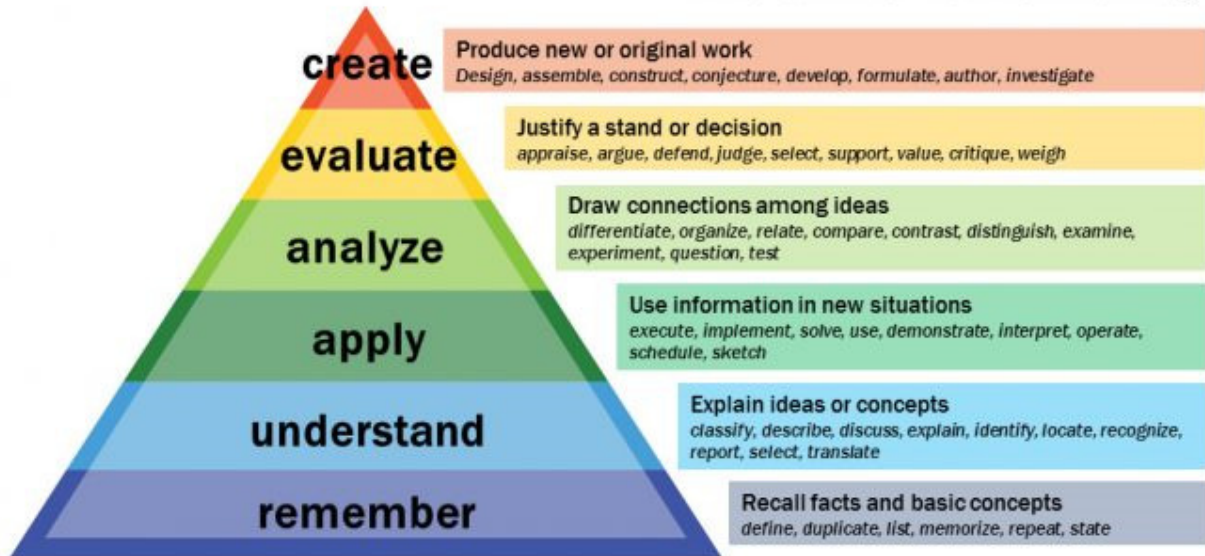 create
Produce new or original work
Design, assemble, construct, conjecture, develop, formulate, author, investigate
evaluate
Justify a stand or decision
appraise, argue, defend, judge, select, support, value, critique, weigh
analyze
Draw connections among ideas
differentiate, organize, relate, compare, contrast, distinguish, examine,
experiment, question, test
apply
Use information in new situations
execute, implement, solve, use, demonstrate, interpret, operate,
schedule, sketch
understand
Explain ideas or concepts
classify, describe, discuss, explain, identify, locate, recognize,
report, select, translate
remember
Recall facts and basic concepts
define, duplicate, list, memorize, repeat, state